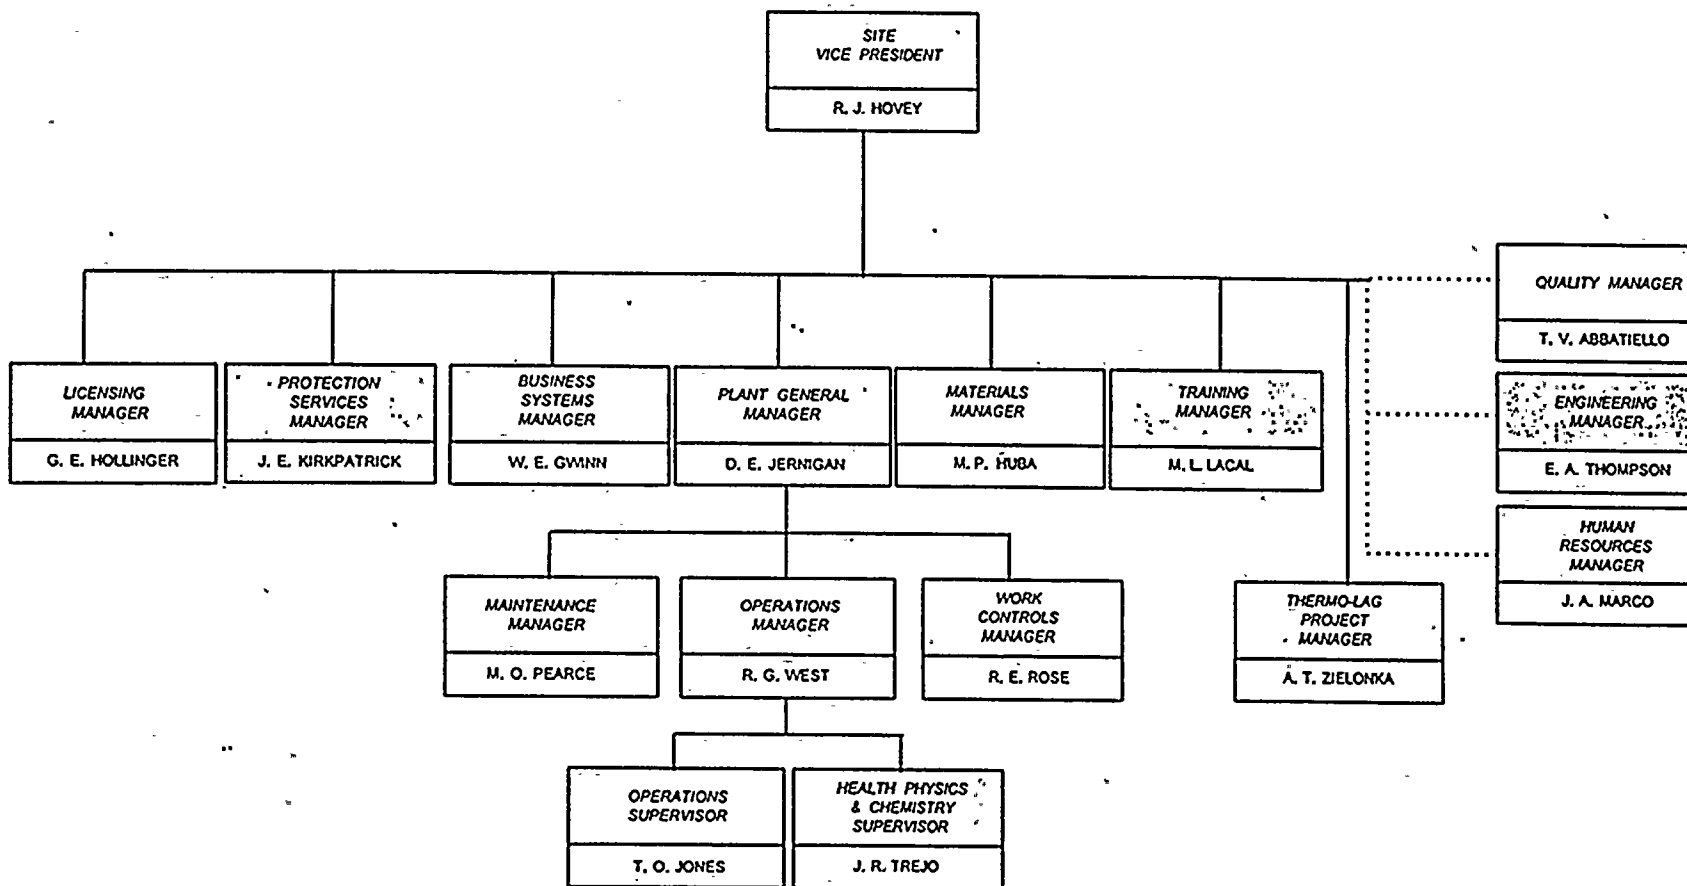 SITE
VICE PRESIDENT
R. J. HOVEY
QUALITY MANAGER
T. V. ABBATIELLO
LICENSING
MANAGER
G. E. HOLLINGER
PROTECTION
SERVICES
MANAGER
J. E. KIRKPATRICK
BUSINESS
SYSTEMS
MANAGER
W. E. GWINN
PLANT GENERAL
MANAGER
D. E. JERNIGAN
MATERIALS
MANAGER
M. P. HUBA
TRAINING
MANAGER
M. L. LACAL
ENGINEERING
MANAGER
E. A. THOMPSON
HUMAN
RESOURCES
MANAGER
J. A. MARCO
MAINTENANCE
MANAGER
M. O. PEARCE
OPERATIONS
MANAGER
R. G. WEST
WORK
CONTROLS
MANAGER
R. E. ROSE
THERMO-LAG
PROJECT
MANAGER
A. T. ZIELONKA
OPERATIONS
SUPERVISOR
T. O. JONES
HEALTH PHYSICS
& CHEMISTRY
SUPERVISOR
J. R. TREJO